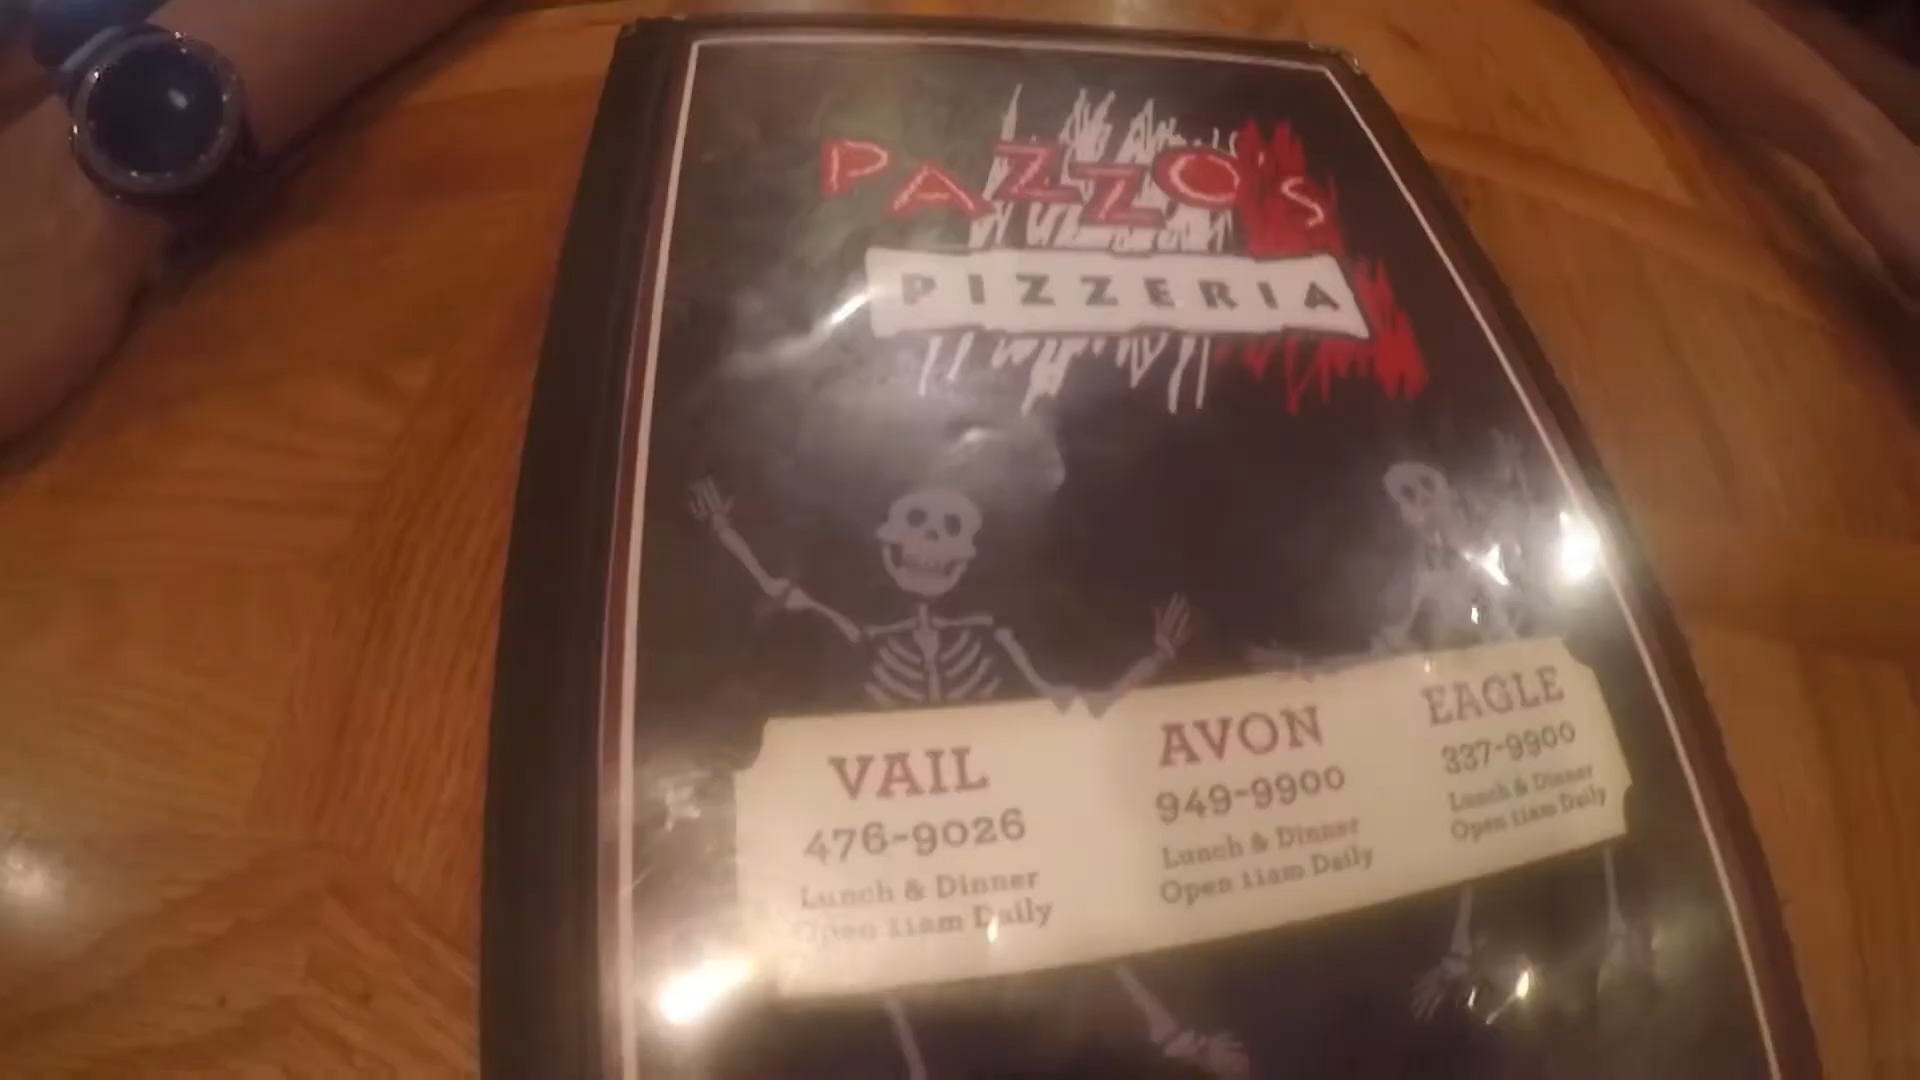 PAZZO'S
PIZZERIA
VAIL
476-9026
Lunch & Dinner
Open 11am Daily
AVON
949-9900
Lunch & Dinner
Open 11am Daily
EAGLE
337-9900
Lunch & Dinner
Open 11am Daily